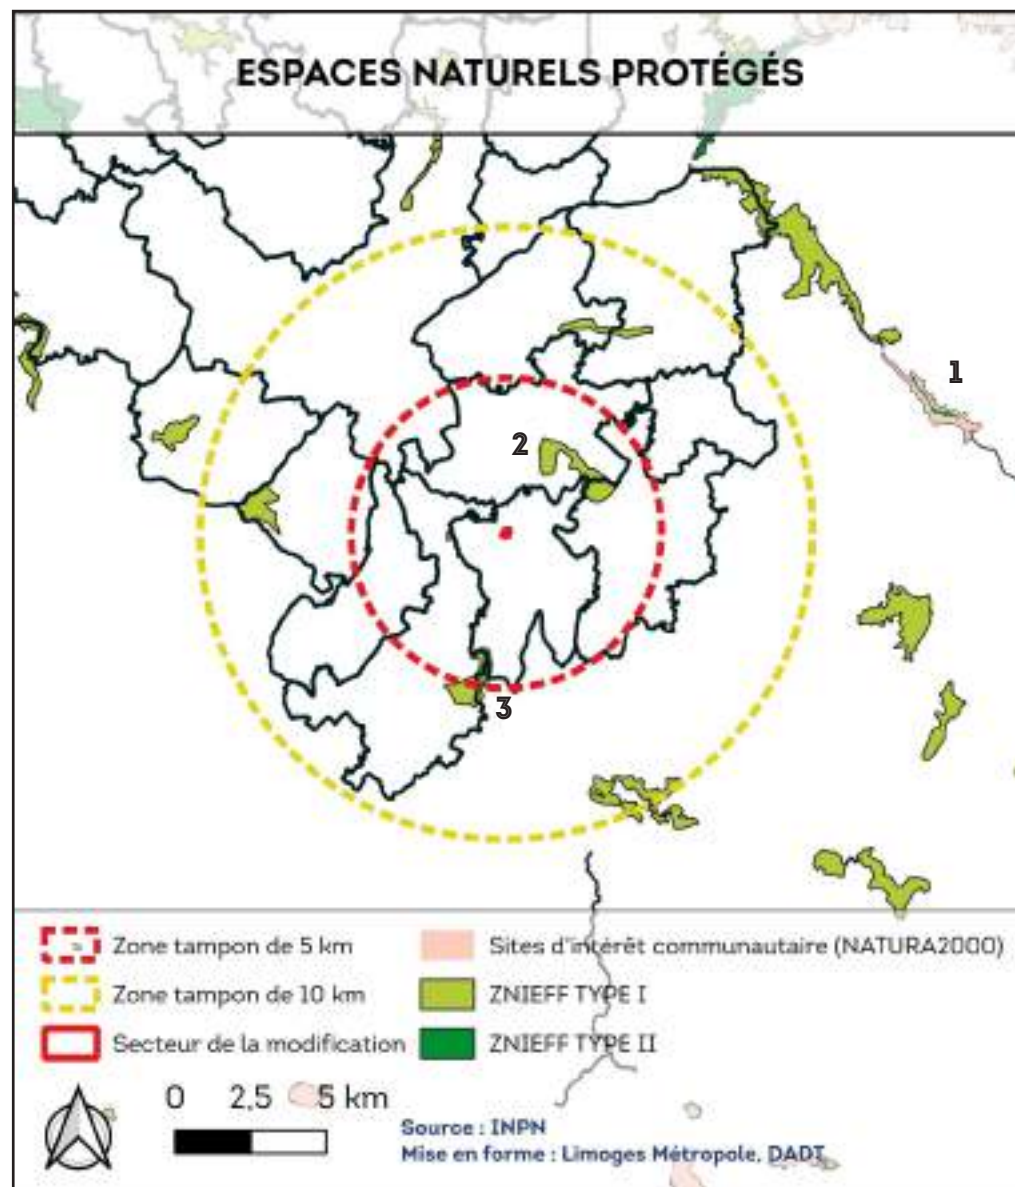 ESPACES NATURELS PROTÉGÉS
1
2
3
Zone tampon de 5 km
Zone tampon de 10 km
Secteur de la modification
Sites d'intérêt communautaire (NATURA2000)
ZNIEFF TYPE I
ZNIEFF TYPE II
0 2,5 5 km
Source : INPN
Mise en forme : Limoges Métropole, DADT